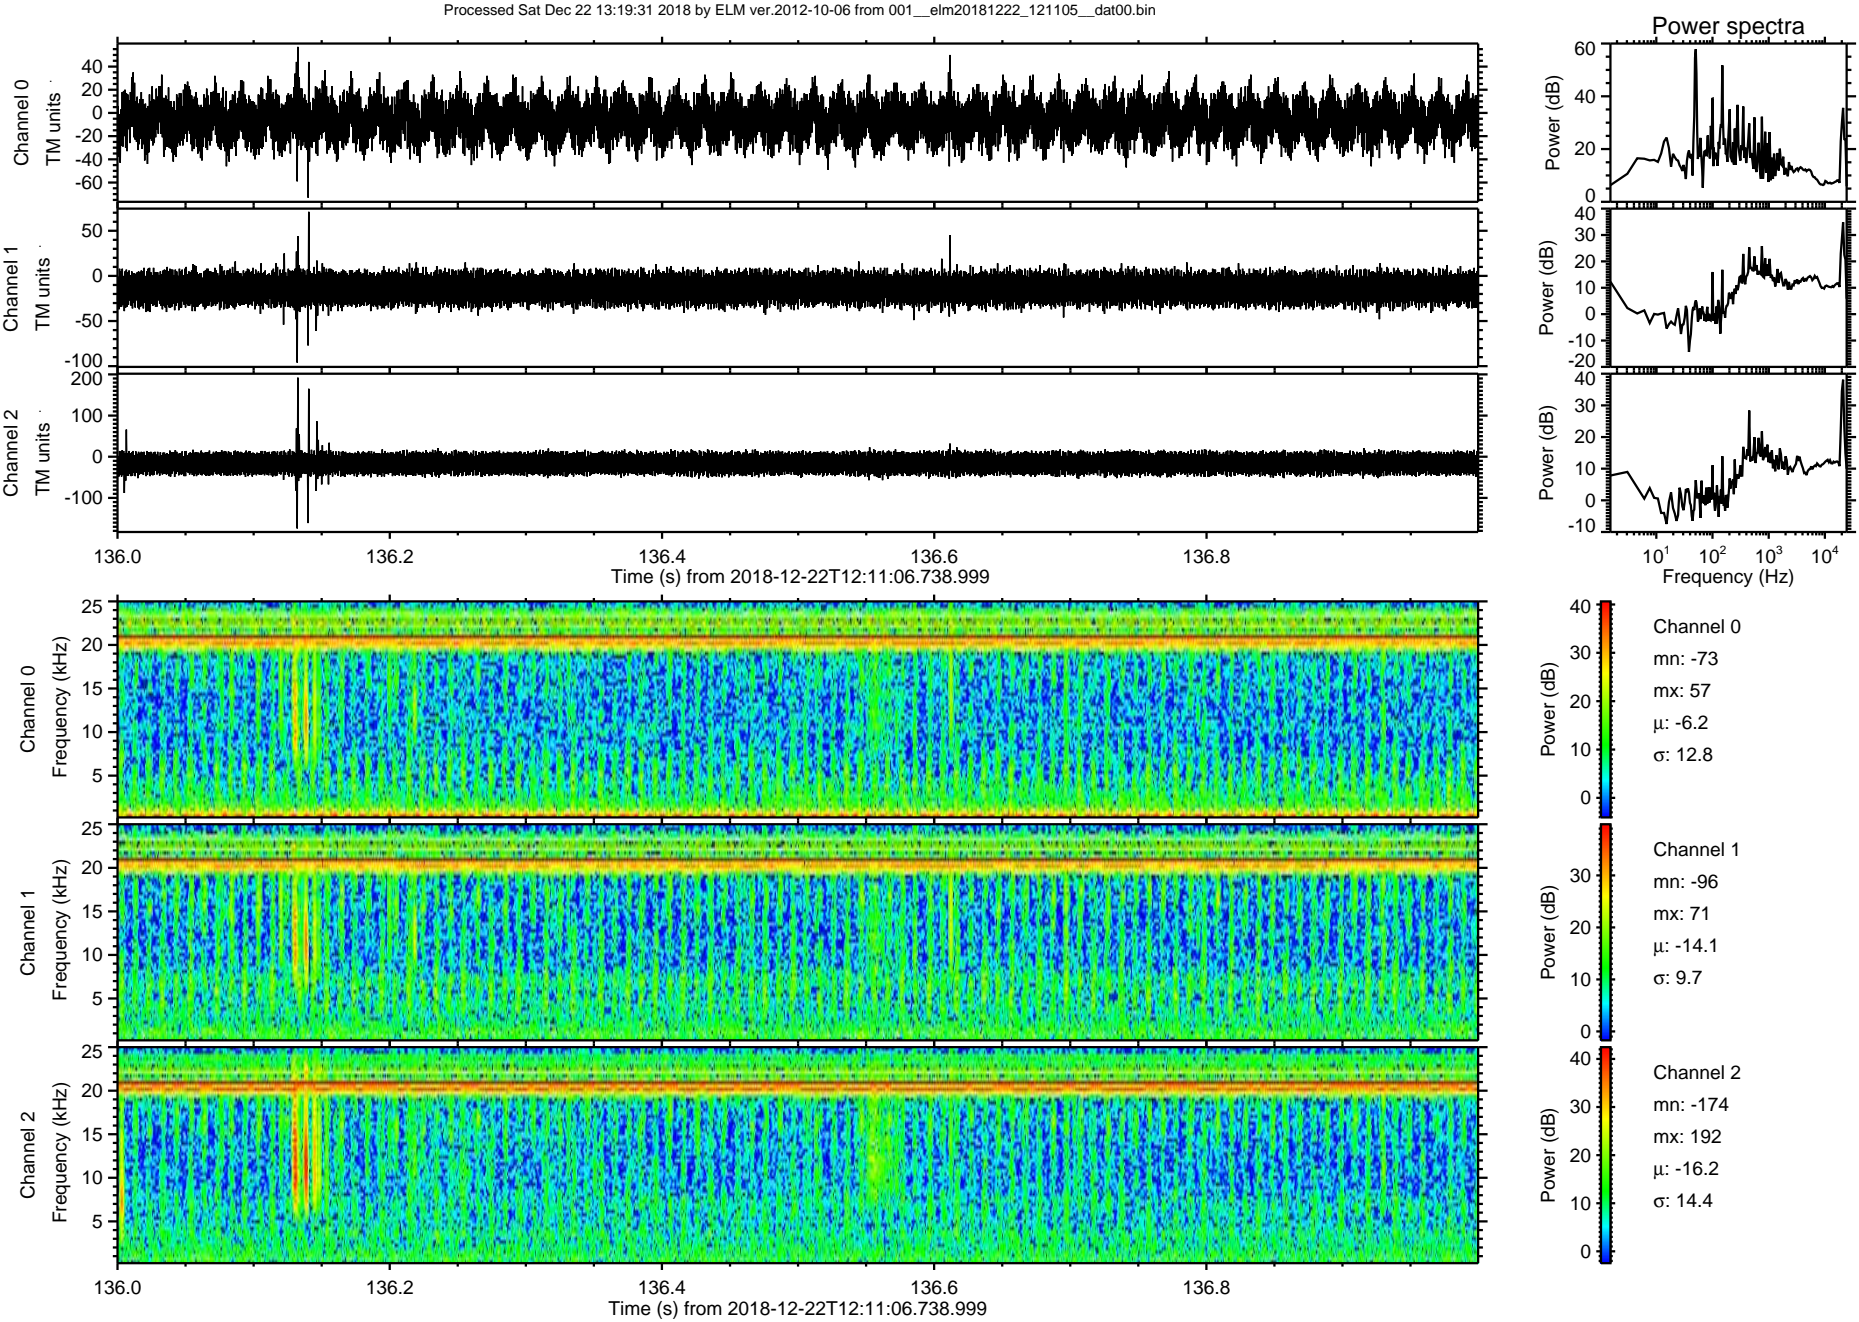 Processed Sat Dec 22 13:19:31 2018 by ELM ver.2012-10-06 from 001__elm20181222_121105__dat00.bin
Power spectra
Channel 0
TM units
40
20
0
-20
-40
-60
Power (dB)
60
40
20
0
Channel 1
TM units
50
0
-50
-100
Power (dB)
40
30
20
10
0
-10
-20
Channel 2
TM units
200
100
0
-100
Power (dB)
40
30
20
10
0
-10
136.0 136.2 136.4 136.6 136.8
Time (s) from 2018-12-22T12:11:06.738.999
10^1 10^2 10^3 10^4
Frequency (Hz)
Channel 0
Frequency (kHz)
25
20
15
10
5
Power (dB)
40
30
20
10
0
Channel 0
mn: -73
mx: 57
μ: -6.2
σ: 12.8
Channel 1
Frequency (kHz)
25
20
15
10
5
Power (dB)
30
20
10
0
Channel 1
mn: -96
mx: 71
μ: -14.1
σ: 9.7
Channel 2
Frequency (kHz)
25
20
15
10
5
Power (dB)
40
30
20
10
0
Channel 2
mn: -174
mx: 192
μ: -16.2
σ: 14.4
136.0 136.2 136.4 136.6 136.8
Time (s) from 2018-12-22T12:11:06.738.999